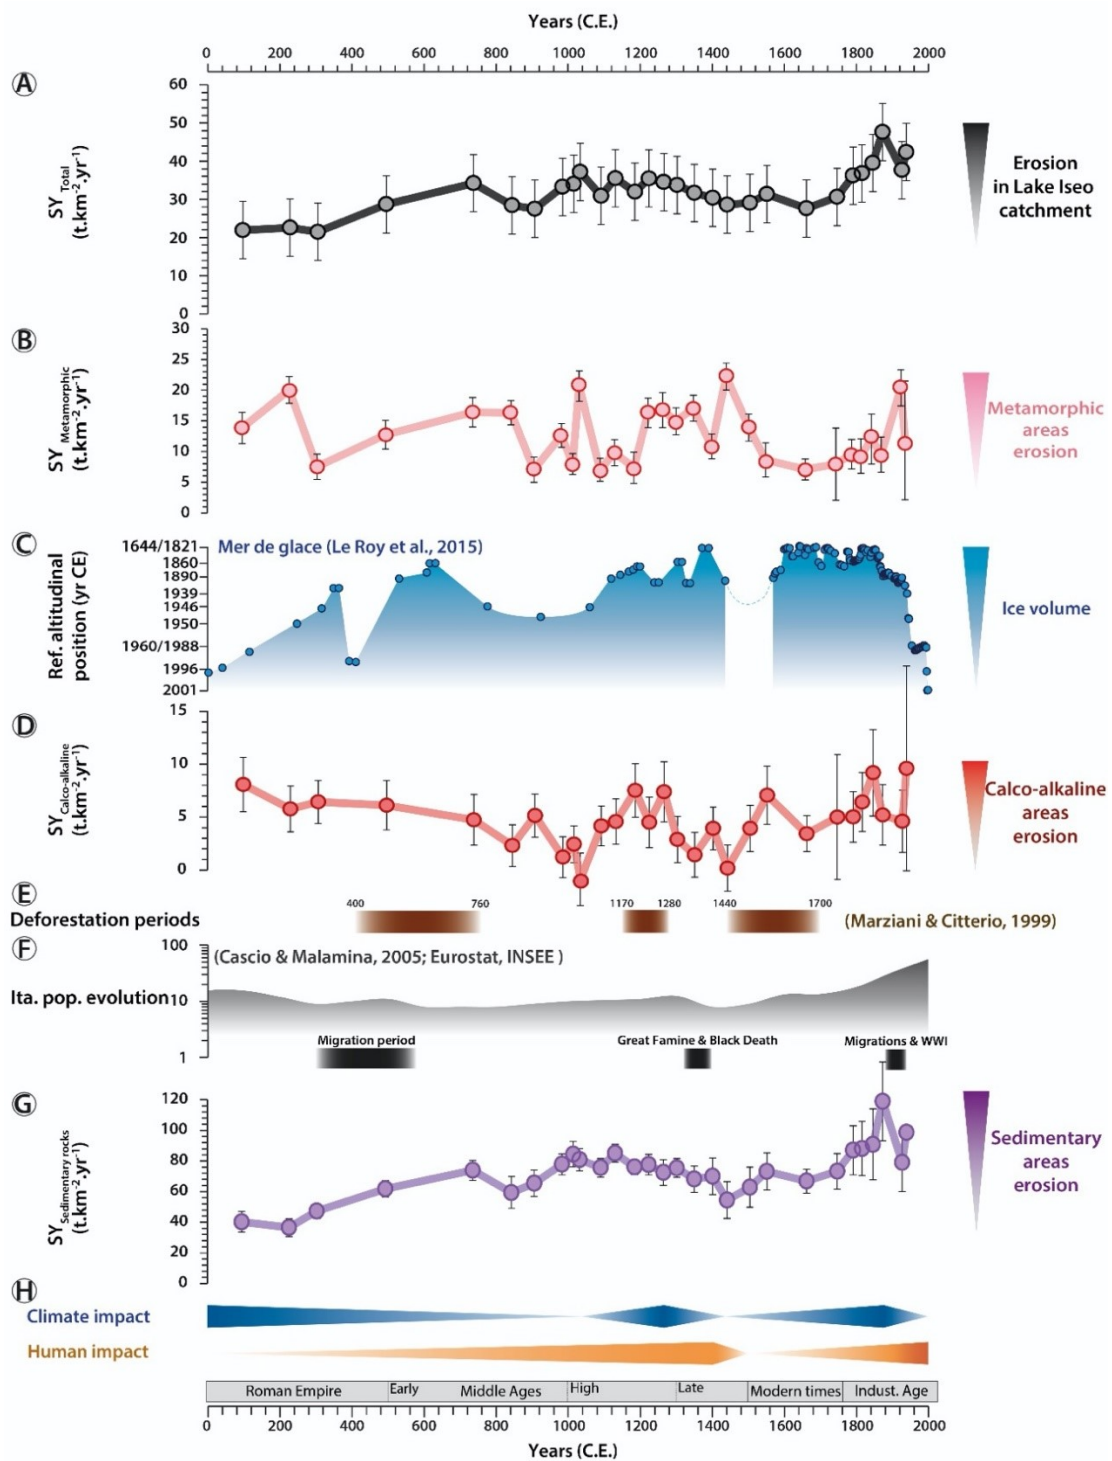 Years (C.E.)
0 200 400 600 800 1000 1200 1400 1600 1800 2000
A
60
50
40
30
20
10
0
SY Total
(t.km-2.yr-1)
Erosion
in Lake Iseo
catchment
B
30
25
20
15
10
5
0
SY Metamorphic
(t.km-2.yr-1)
Metamorphic
areas
erosion
C
Mer de glace (Le Roy et al., 2015)
1644/1821
1860
1890
1939
1946
1950
1960/1988
1996
2001
Ref. altitudinal
position (yr CE)
Ice volume
D
15
10
5
0
SY Calco-alkaline
(t.km-2.yr-1)
Calco-alkaline
areas
erosion
E
400 760 1170 1280 1440 1700
Deforestation periods
(Marziani & Citterio, 1999)
F
100
10
1
(Cascio & Malamina, 2005; Eurostat, INSEE )
Ita. pop. evolution
Migration period
Great Famine & Black Death
Migrations & WWI
G
120
100
80
60
40
20
0
SY Sedimentary rocks
(t.km-2.yr-1)
Sedimentary
areas
erosion
H
Climate impact
Human impact
Roman Empire Early Middle Ages High Late Modern times Indust. Age
0 200 400 600 800 1000 1200 1400 1600 1800 2000
Years (C.E.)